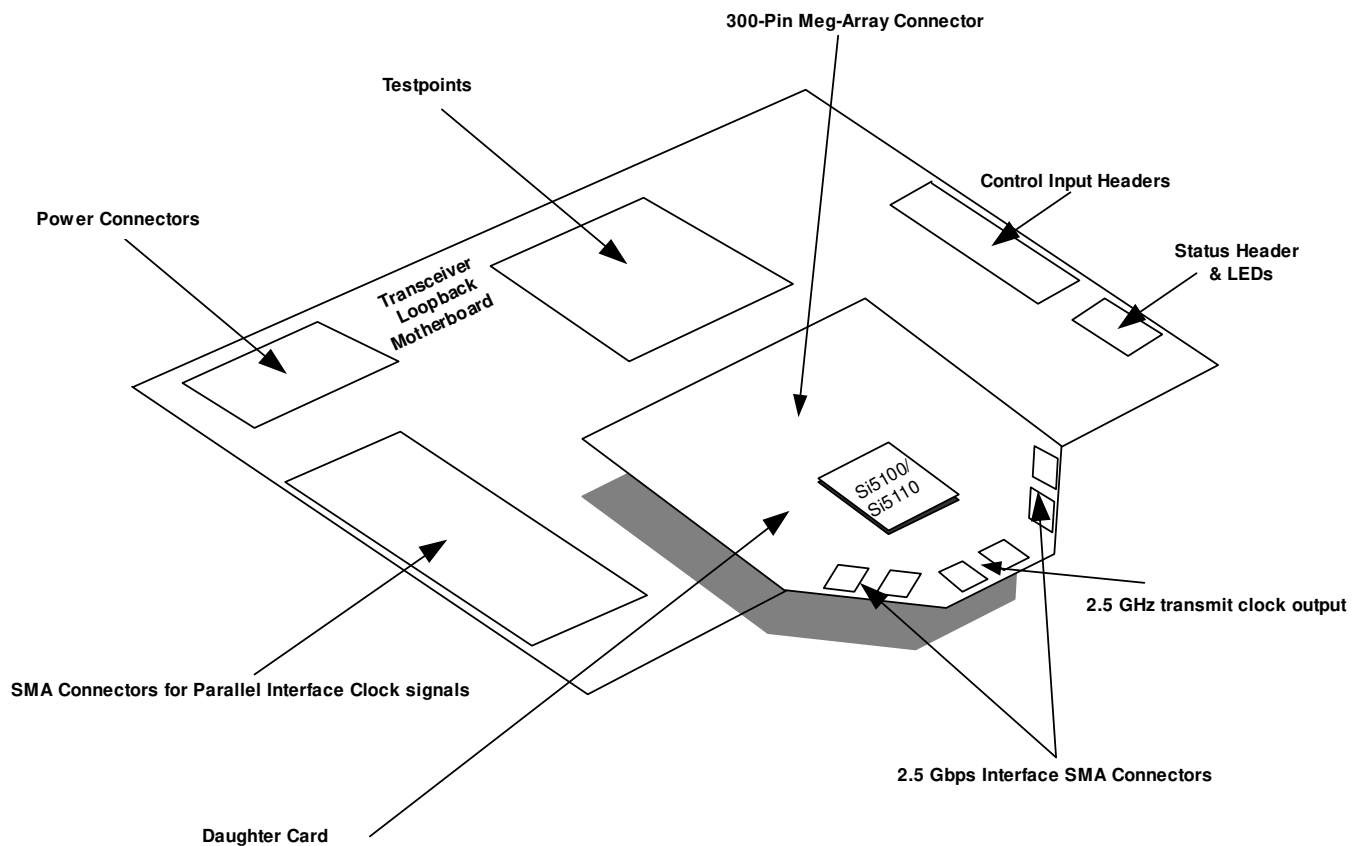 300-Pin Meg-Array Connector
Testpoints
Control Input Headers
Power Connectors
Status Header
& LEDs
Transceiver
Loopback
Motherboard
Si5100/
Si5110
2.5 GHz transmit clock output
SMA Connectors for Parallel Interface Clock signals
2.5 Gbps Interface SMA Connectors
Daughter Card